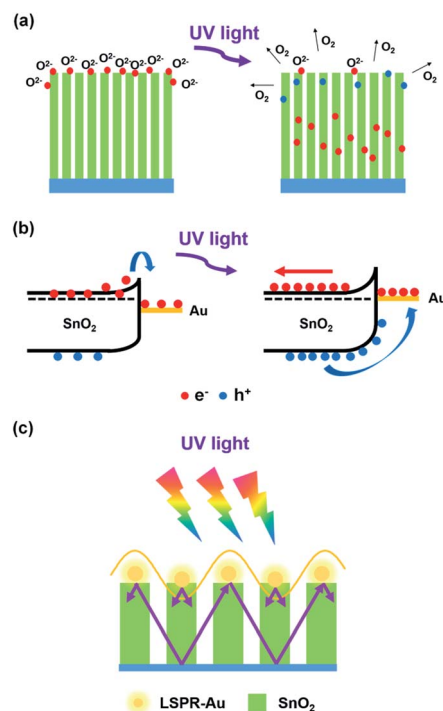 (a)
UV light
O²⁻ O²⁻ O²⁻ O²⁻ O²⁻ O²⁻ O²⁻ O²⁻ O²⁻ O²⁻
O₂ O²⁻ O₂ O²⁻ O₂ O₂
O₂ O₂
(b)
UV light
SnO₂ Au
SnO₂ Au
e⁻ h⁺
(c)
UV light
LSPR-Au SnO₂